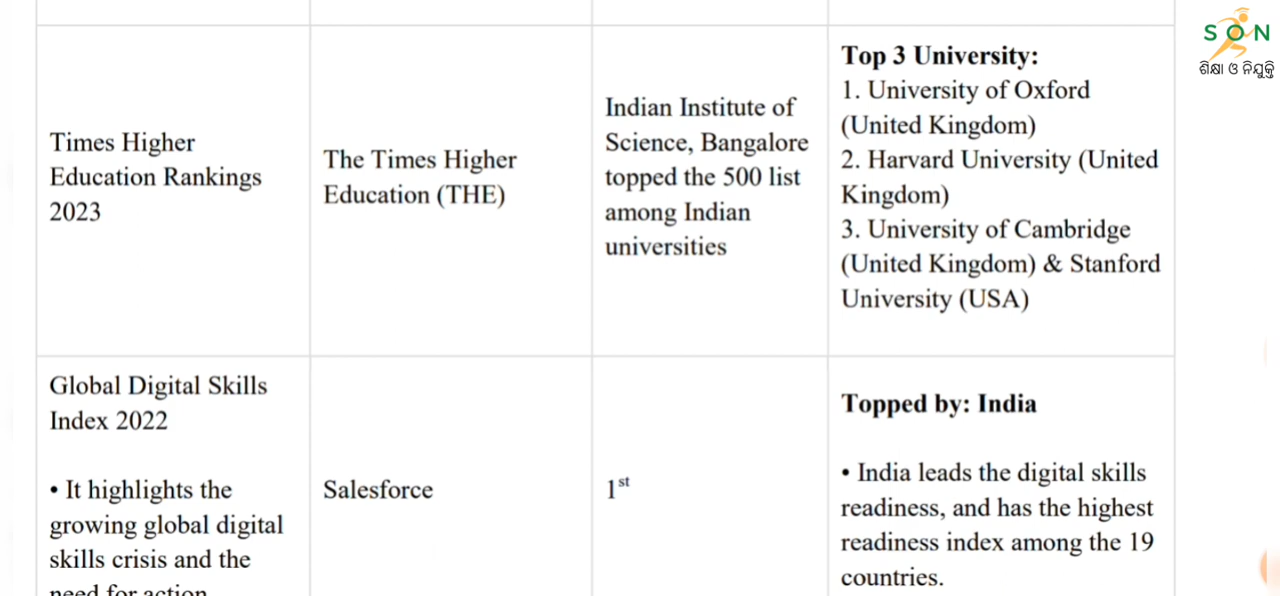 S O N
ଶିକ୍ଷା ଓ ନିଯୁକ୍ତି
Times Higher
Education Rankings
2023
The Times Higher
Education (THE)
Indian Institute of
Science, Bangalore
topped the 500 list
among Indian
universities
Top 3 University:
1. University of Oxford
(United Kingdom)
2. Harvard University (United
Kingdom)
3. University of Cambridge
(United Kingdom) & Stanford
University (USA)
Global Digital Skills
Index 2022
• It highlights the
growing global digital
skills crisis and the
need for action
Salesforce
1st
Topped by: India
• India leads the digital skills
readiness, and has the highest
readiness index among the 19
countries.